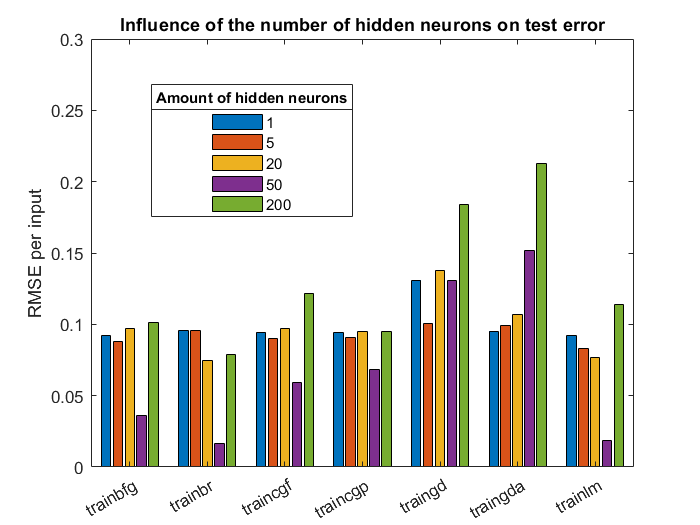 Influence of the number of hidden neurons on test error
0.3
0.25
0.2
0.15
0.1
0.05
0
RMSE per input
Amount of hidden neurons
1
5
20
50
200
trainbfg
trainbr
traincgf
traincgp
traingd
traingda
trainlm